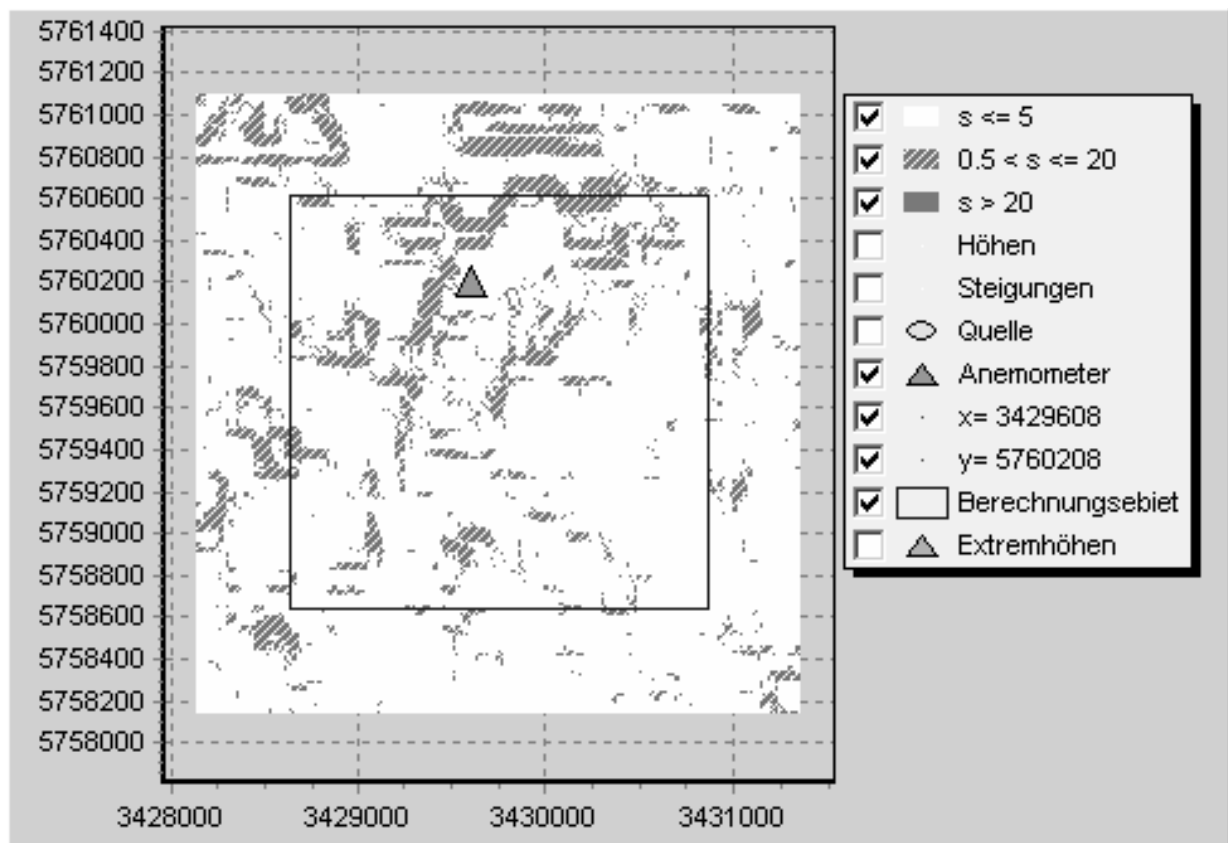 5761400
5761200
5761000
5760800
5760600
5760400
5760200
5760000
5759800
5759600
5759400
5759200
5759000
5758800
5758600
5758400
5758200
5758000
3428000
3429000
3430000
3431000
s <= 5
0.5 < s <= 20
s > 20
Höhen
Steigungen
Quelle
Anemometer
x= 3429608
y= 5760208
Berechnungsebiet
Extremhöhen